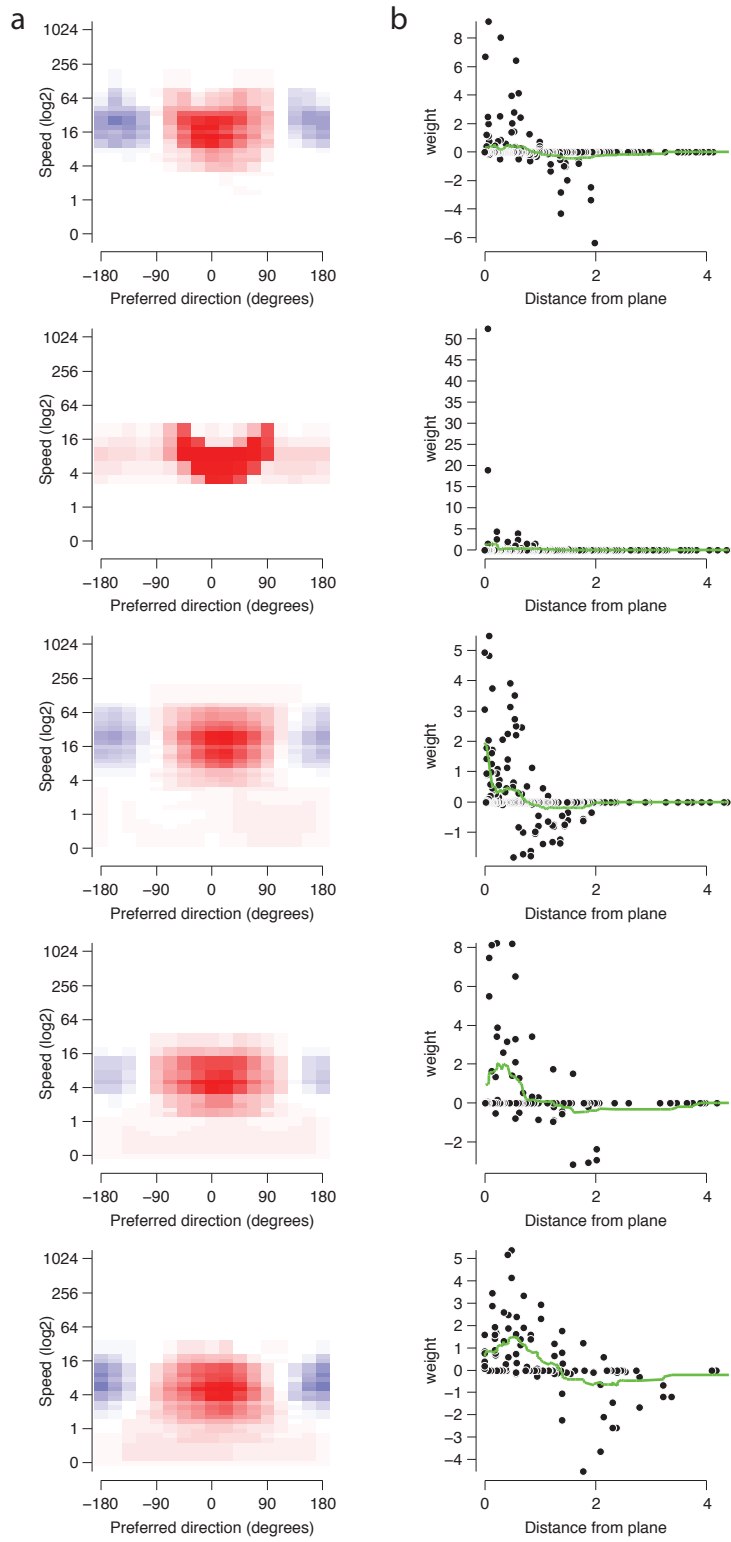 a
b
Speed (log2)
1024
256
64
16
4
1
0
−180 −90 0 90 180
Preferred direction (degrees)
weight
8
6
4
2
0
−2
−4
−6
0 2 4
Distance from plane
Speed (log2)
1024
256
64
16
4
1
0
−180 −90 0 90 180
Preferred direction (degrees)
weight
50
45
40
35
30
25
20
15
10
5
0
0 2 4
Distance from plane
Speed (log2)
1024
256
64
16
4
1
0
−180 −90 0 90 180
Preferred direction (degrees)
weight
5
4
3
2
1
0
−1
0 2 4
Distance from plane
Speed (log2)
1024
256
64
16
4
1
0
−180 −90 0 90 180
Preferred direction (degrees)
weight
8
6
4
2
0
−2
0 2 4
Distance from plane
Speed (log2)
1024
256
64
16
4
1
0
−180 −90 0 90 180
Preferred direction (degrees)
weight
5
4
3
2
1
0
−1
−2
−3
−4
0 2 4
Distance from plane